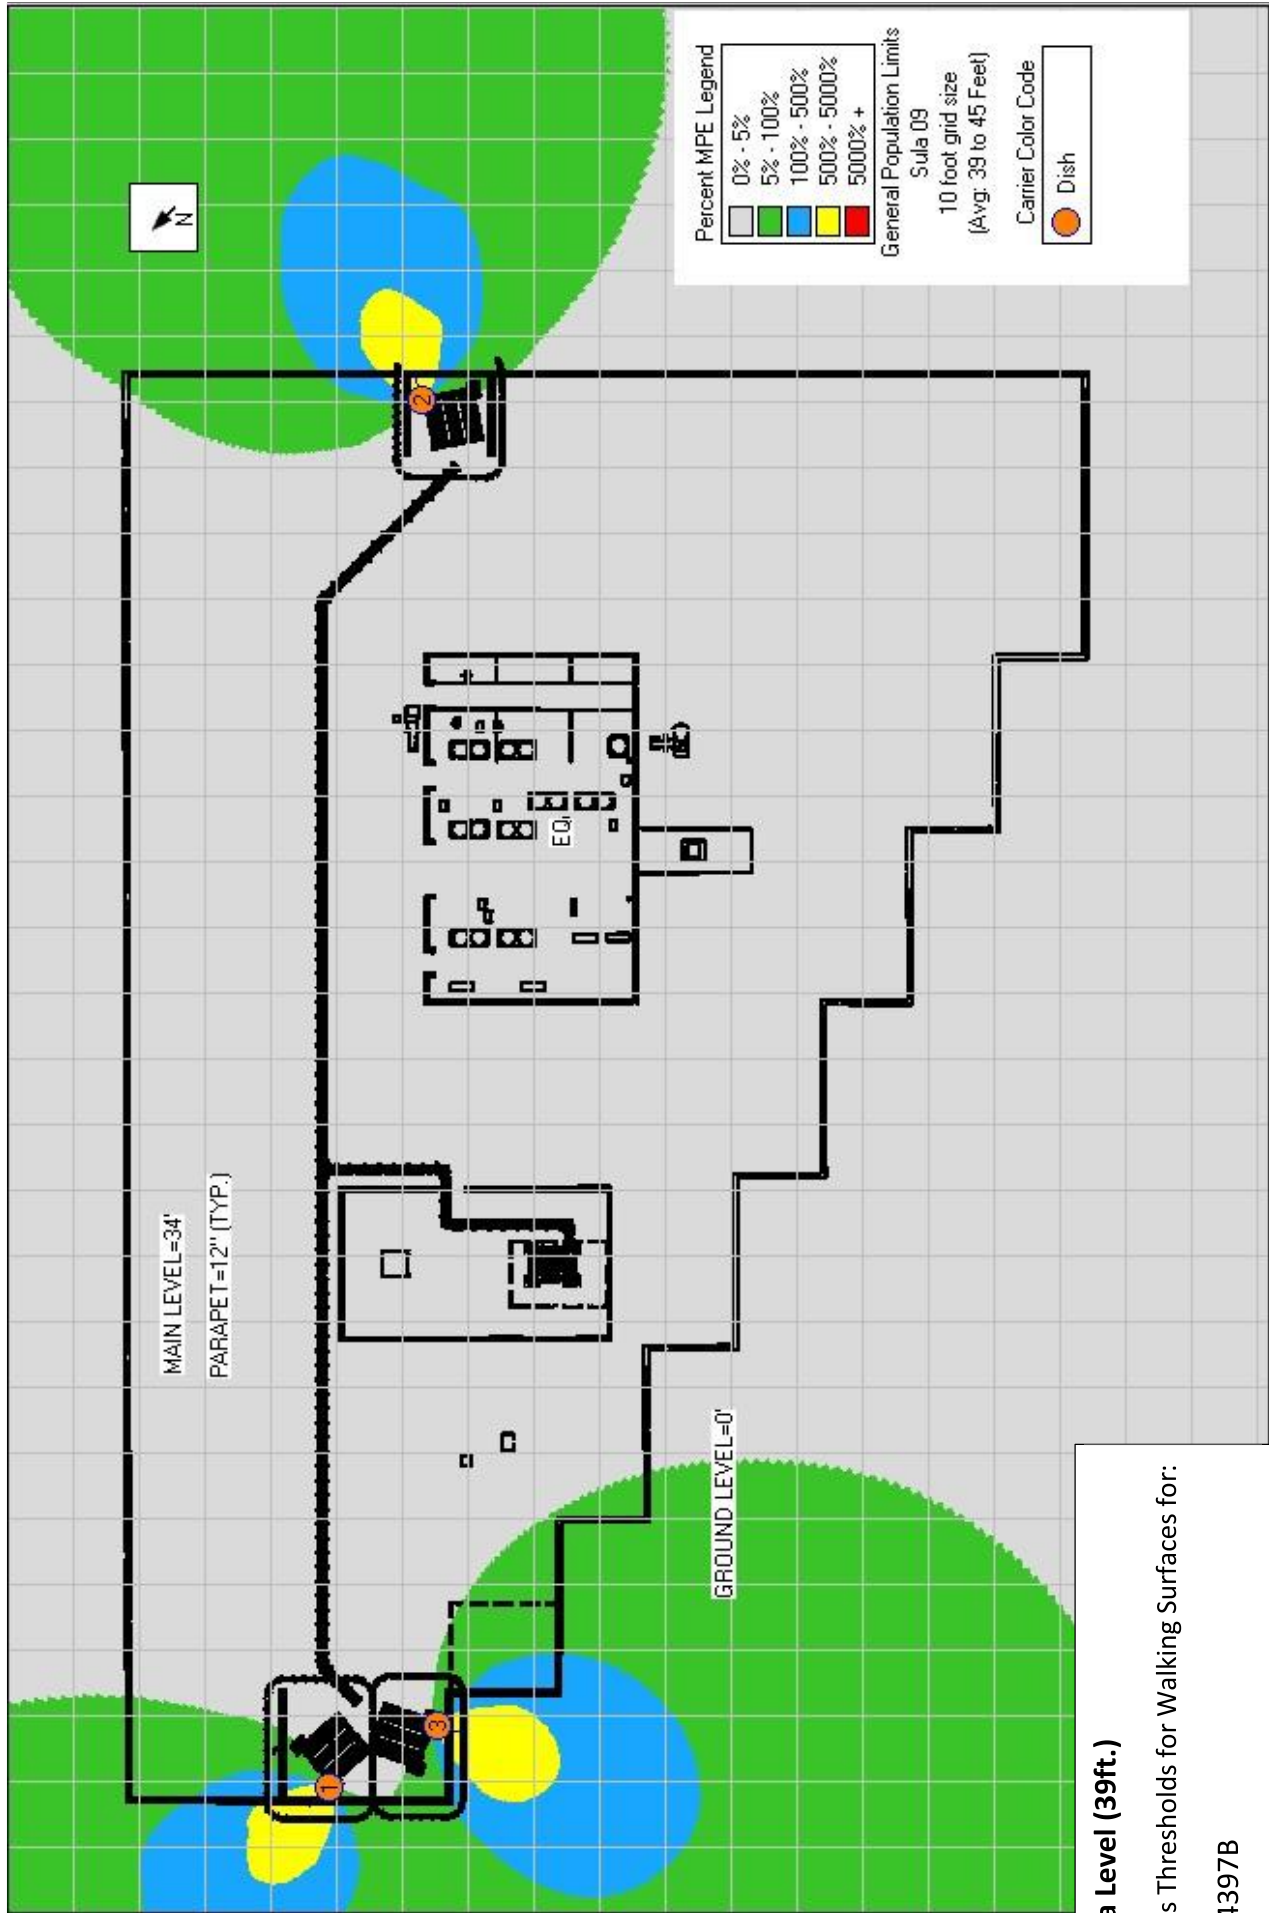 Percent MPE Legend
0% - 5%
5% - 100%
100% - 500%
500% - 5000%
5000% +
General Population Limits
Sula 09
10 foot grid size
(Avg: 39 to 45 Feet)
Carrier Color Code
Dish
N
2
MAIN LEVEL=34'
PARAPET=12" (TYP.)
EQ
GROUND LEVEL=0'
1
3
a Level (39ft.)
s Thresholds for Walking Surfaces for:
4397B